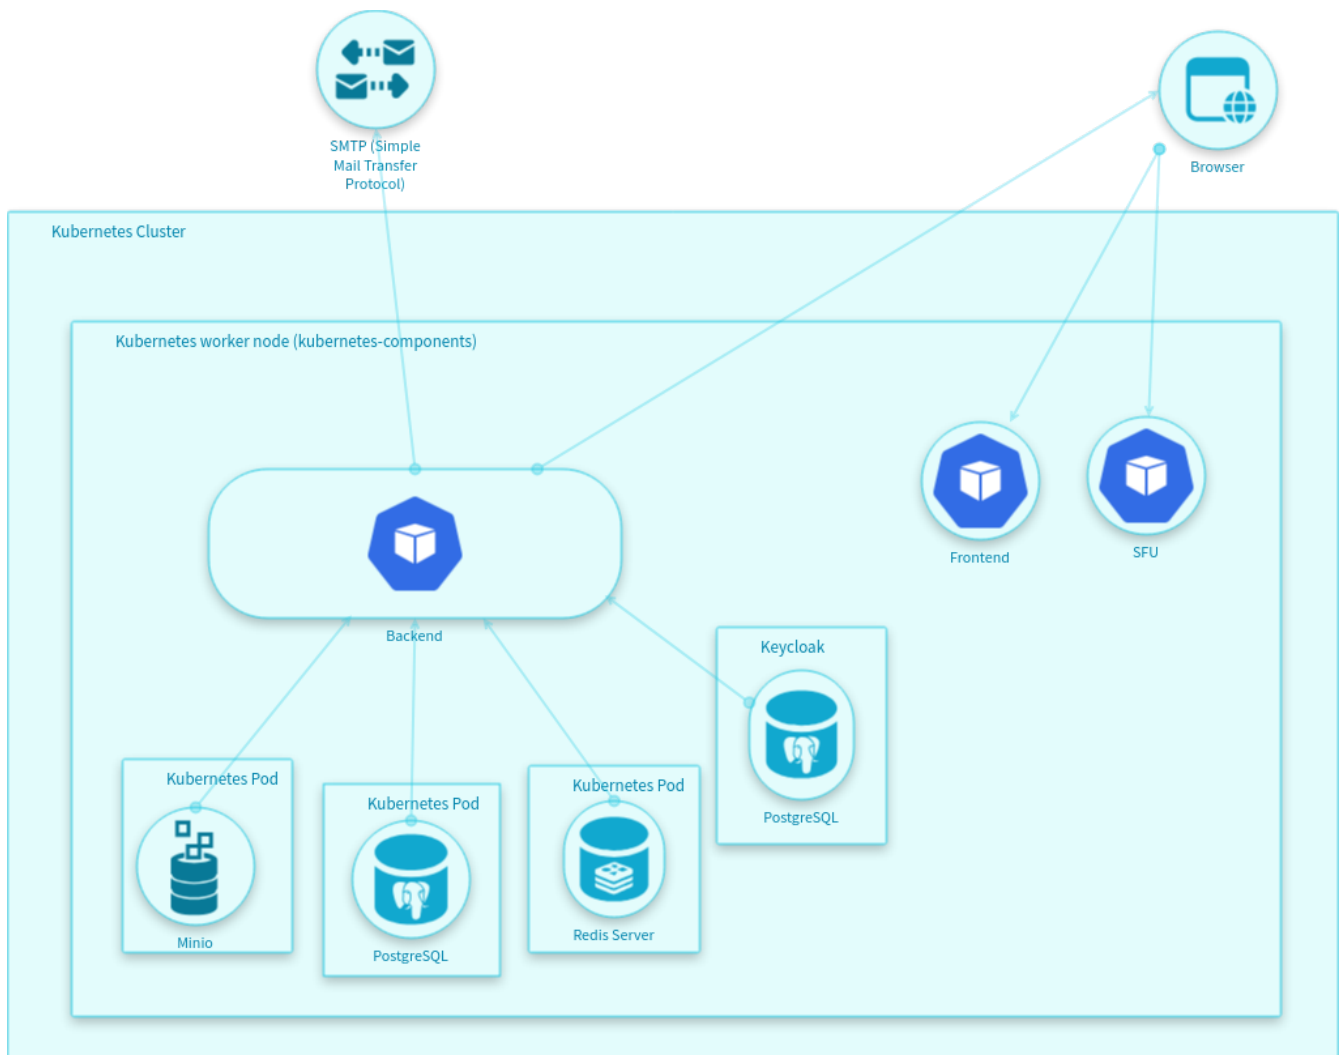 SMTP (Simple
Mail Transfer
Protocol)
Browser
Kubernetes Cluster
Kubernetes worker node (kubernetes-components)
Frontend
SFU
Backend
Keycloak
PostgreSQL
Kubernetes Pod
Minio
Kubernetes Pod
PostgreSQL
Kubernetes Pod
Redis Server